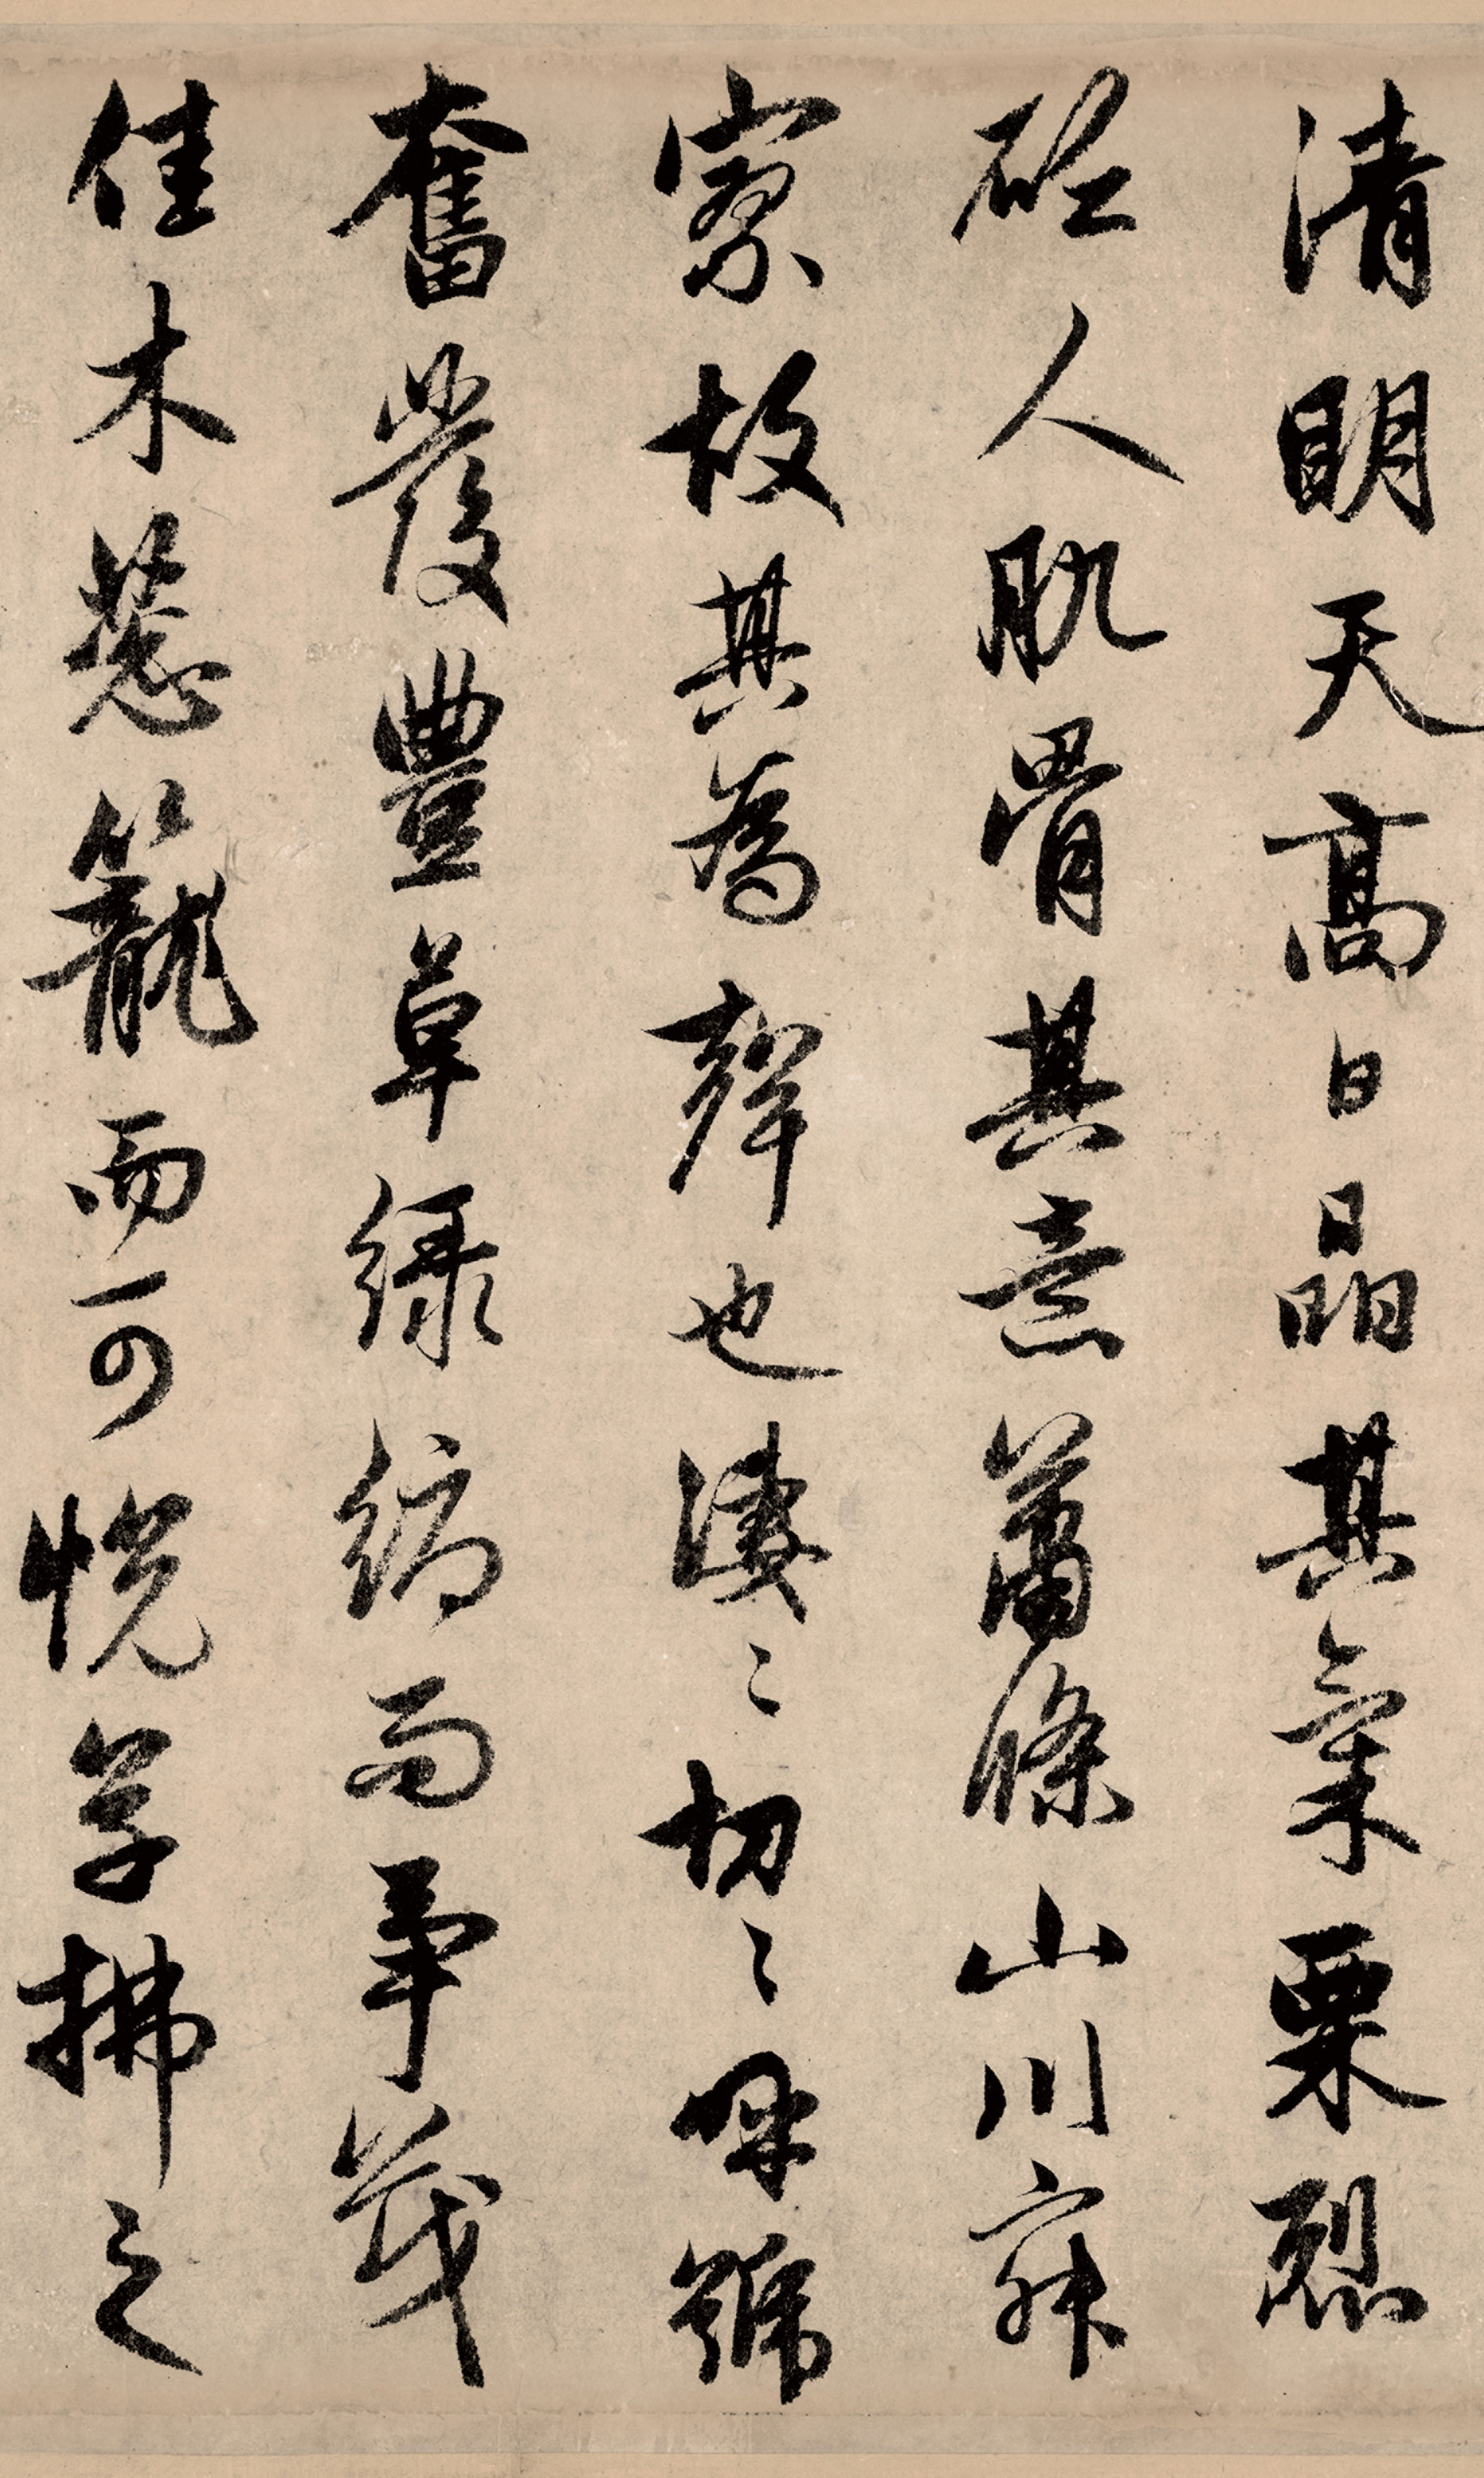 清明天高日晶其氣栗烈
砭人肌骨其意蕭條山川寂
寥故其為聲也淒〻切〻呼號
奮發豐草綠縟而爭茂
佳木葱籠而可悅草拂之